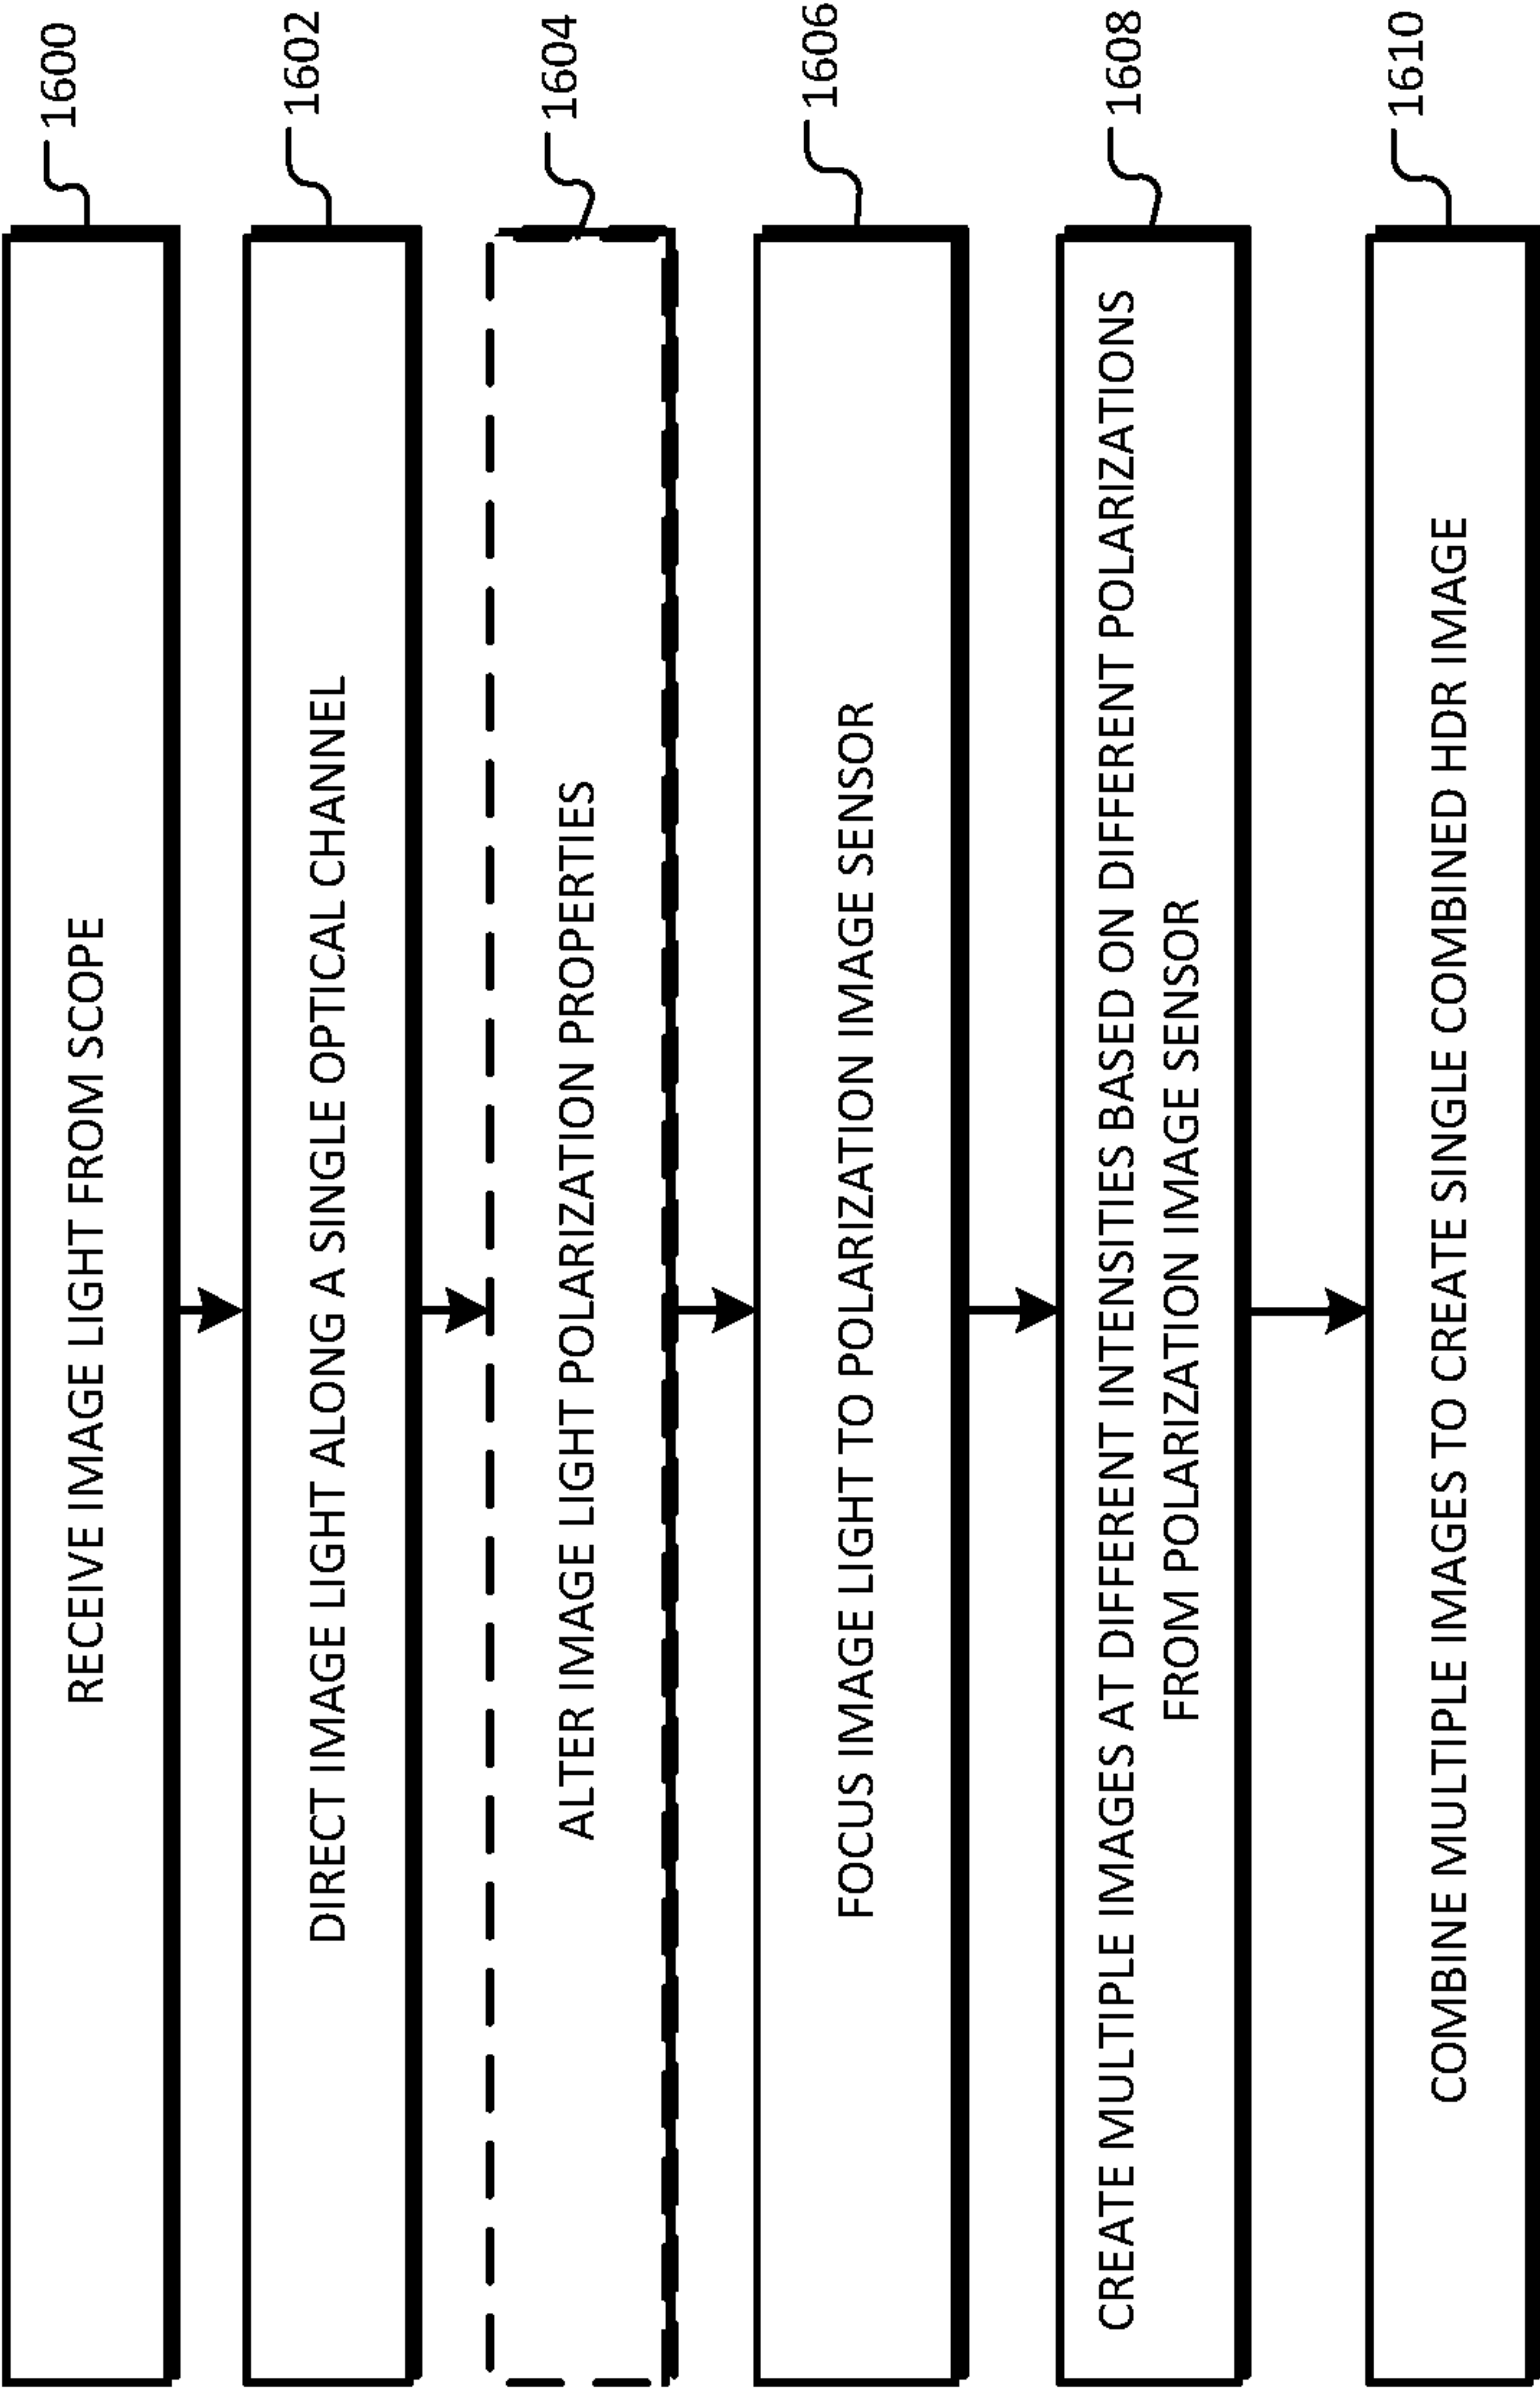 1600
RECEIVE IMAGE LIGHT FROM SCOPE
1602
DIRECT IMAGE LIGHT ALONG A SINGLE OPTICAL CHANNEL
1604
ALTER IMAGE LIGHT POLARIZATION PROPERTIES
1606
FOCUS IMAGE LIGHT TO POLARIZATION IMAGE SENSOR
1608
CREATE MULTIPLE IMAGES AT DIFFERENT INTENSITIES BASED ON DIFFERENT POLARIZATIONS
FROM POLARIZATION IMAGE SENSOR
1610
COMBINE MULTIPLE IMAGES TO CREATE SINGLE COMBINED HDR IMAGE